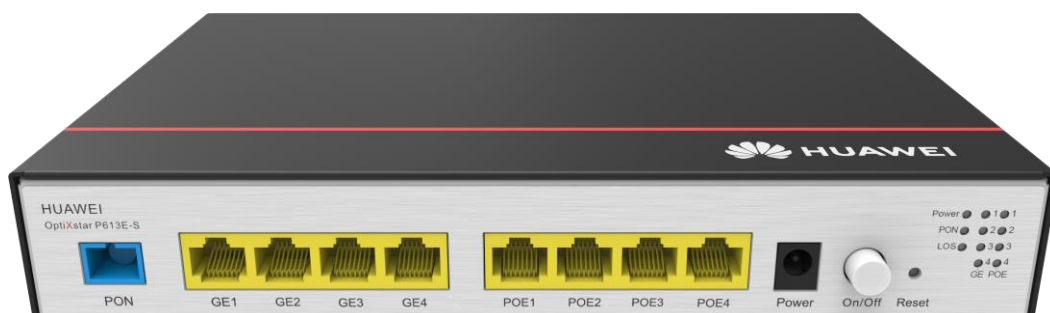 HUAWEI
HUAWEI
OptiXstar P613E-S
Power 1 1
PON 2 2
LOS 3 3
4 4
GE POE
PON GE1 GE2 GE3 GE4 POE1 POE2 POE3 POE4 Power On/Off Reset